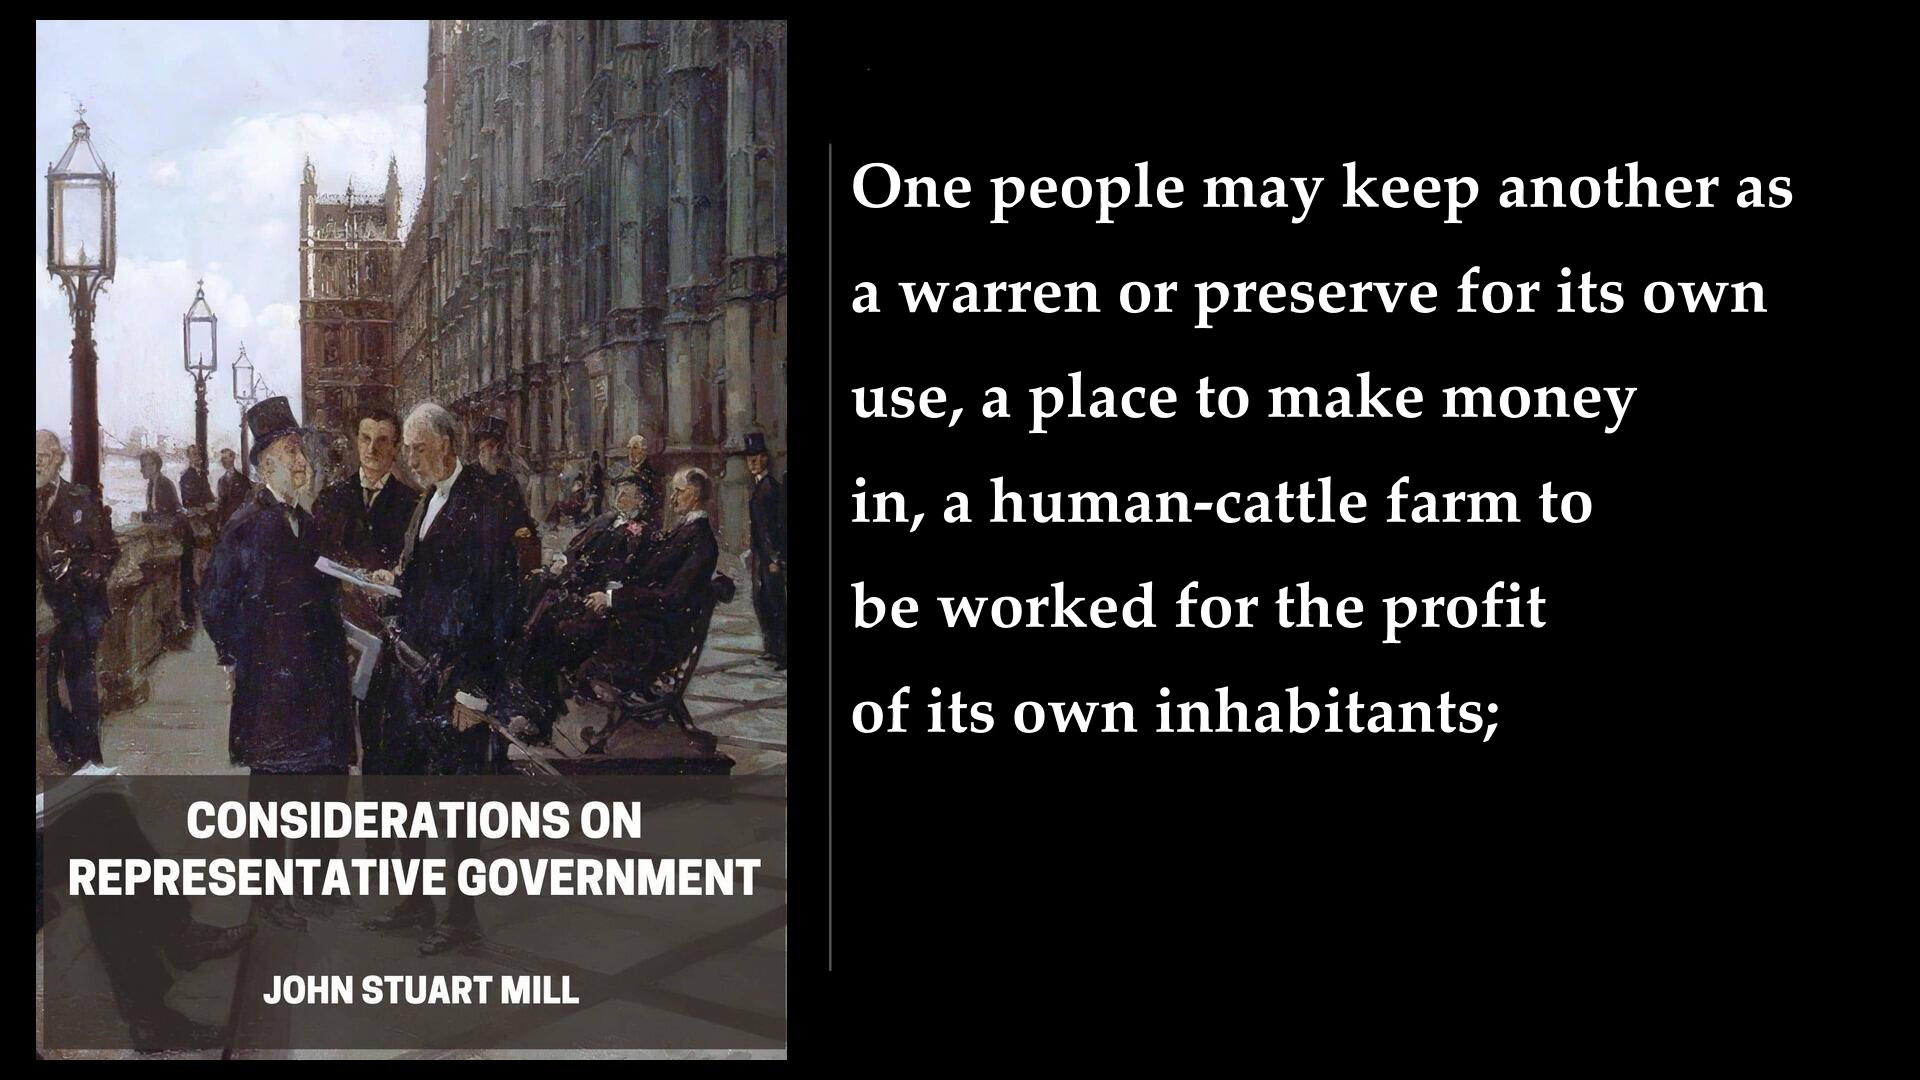 One people may keep another as
a warren or preserve for its own
use, a place to make money
in, a human-cattle farm to
be worked for the profit
of its own inhabitants;
CONSIDERATIONS ON
REPRESENTATIVE GOVERNMENT
JOHN STUART MILL